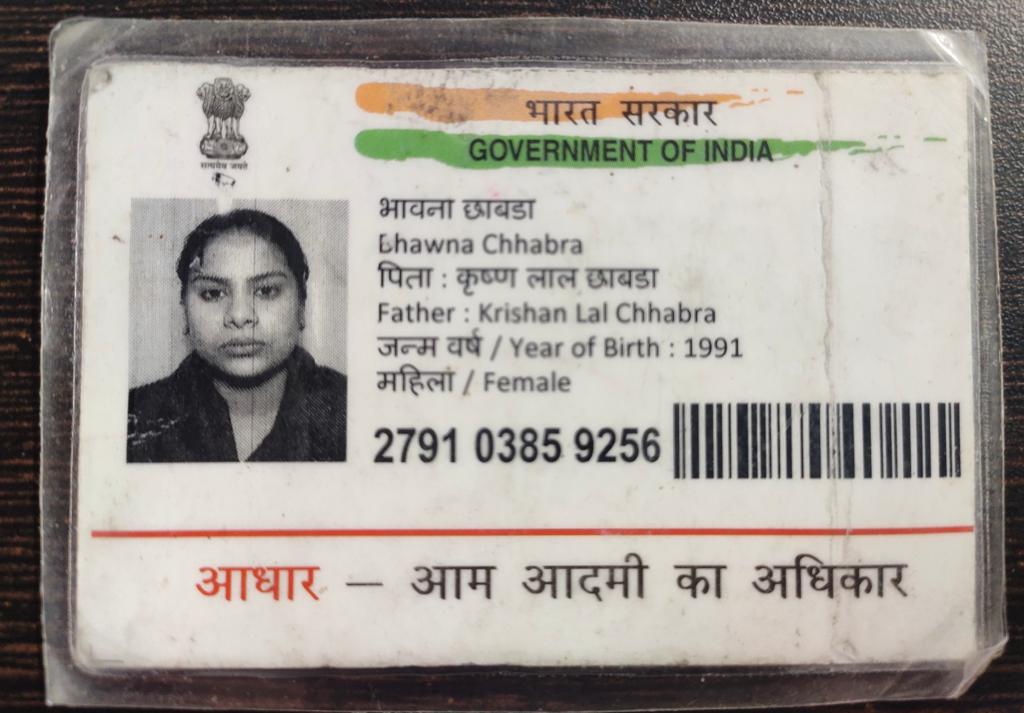 भारत सरकार
GOVERNMENT OF INDIA
सत्यमेव जयते
भावना छाबडा
Bhawna Chhabra
पिता : कृष्ण लाल छाबडा
Father : Krishan Lal Chhabra
जन्म वर्ष / Year of Birth : 1991
महिला / Female
2791 0385 9256
आधार – आम आदमी का अधिकार